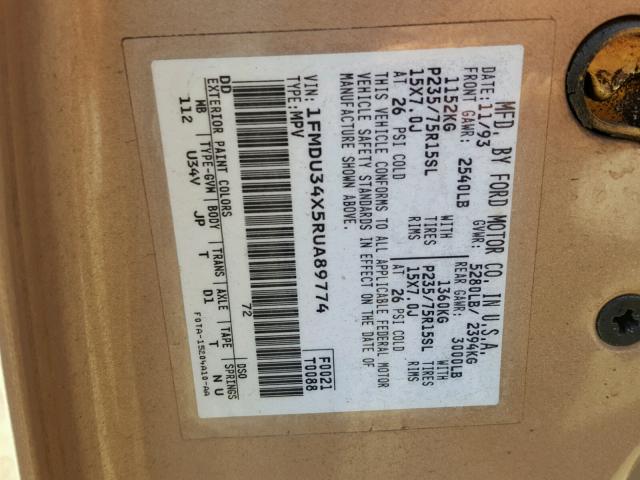 MFD. BY FORD MOTOR CO. IN U.S.A.
DATE: 11/93 GVWR: 5280LB/ 2394KG
FRONT GAWR: 2540LB REAR GAWR: 3000LB
1152KG WITH 1360KG WITH
P235/75R15SL TIRES P235/75R15SL TIRES
15X7.0J RIMS 15X7.0J RIMS
AT 26 PSI COLD AT 26 PSI COLD
THIS VEHICLE CONFORMS TO ALL APPLICABLE FEDERAL MOTOR
VEHICLE SAFETY STANDARDS IN EFFECT ON THE DATE OF
MANUFACTURE SHOWN ABOVE.
VIN: 1FMDU34X5RUA89774
TYPE: MPV
F0021
T0088
EXTERIOR PAINT COLORS 72 DSO
DD
WB TYPE-GVM BODY TRANS AXLE TAPE SPRINGS
112 U34V JP T D1 T N U
F0TA-15204A10-AA